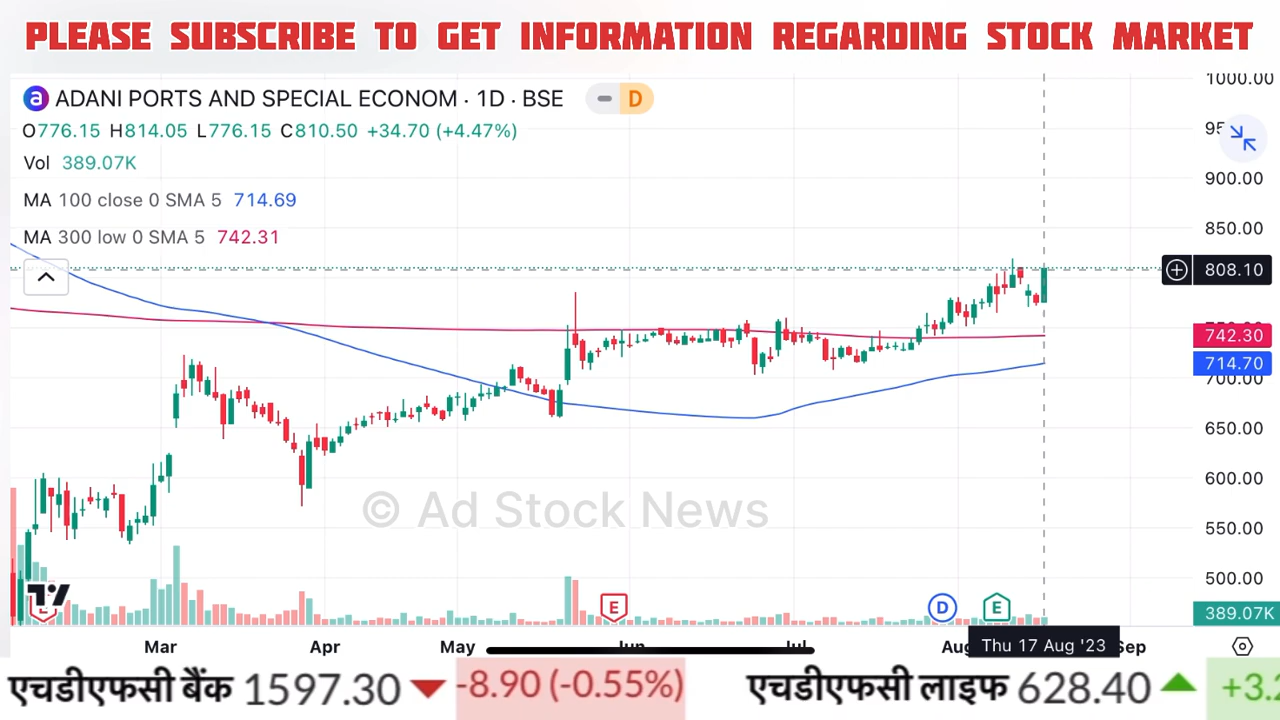 PLEASE SUBSCRIBE TO GET INFORMATION REGARDING STOCK MARKET
ADANI PORTS AND SPECIAL ECONOM · 1D · BSE
D
O776.15 H814.05 L776.15 C810.50 +34.70 (+4.47%)
Vol 389.07K
MA 100 close 0 SMA 5 714.69
MA 300 low 0 SMA 5 742.31
1000.00
900.00
850.00
808.10
742.30
714.70
700.00
650.00
600.00
550.00
500.00
389.07K
© Ad Stock News
E
D
E
Mar Apr May
Thu 17 Aug '23
एचडीएफसी बैंक 1597.30 -8.90 (-0.55%) एचडीएफसी लाइफ 628.40